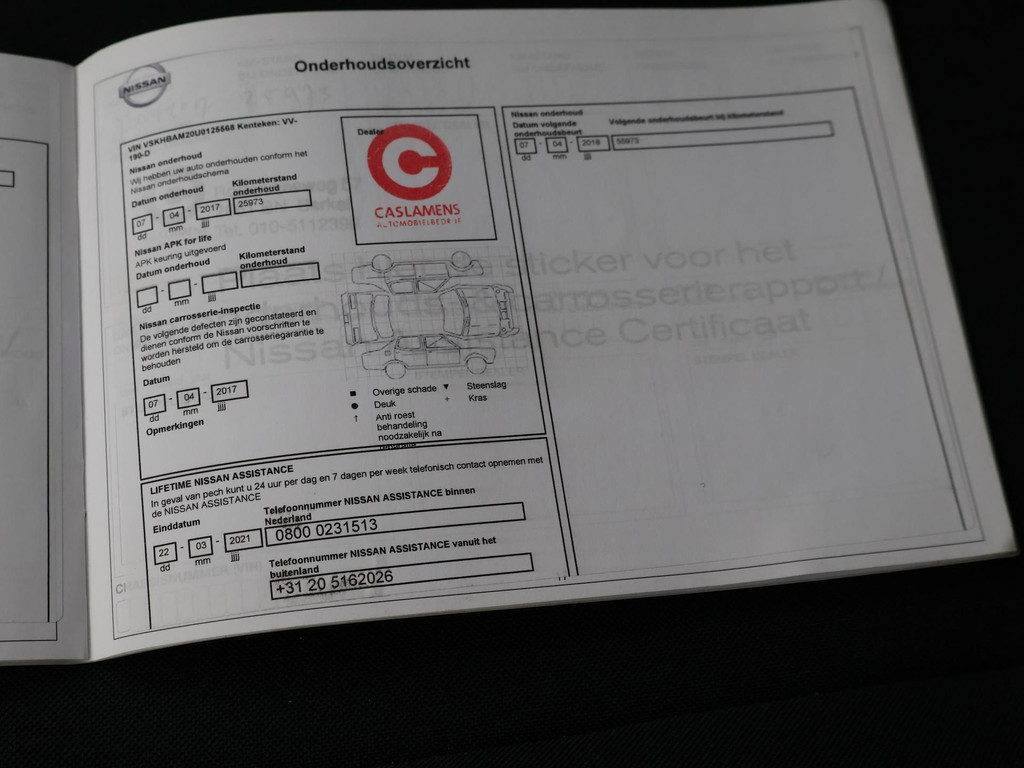 NISSAN
Onderhoudsoverzicht
VIN VSKHBAM20U0125568 Kenteken: VV-
180-D
Nissan onderhoud
Wij hebben uw auto onderhouden conform het
Nissan onderhoudschema
Datum onderhoud
Kilometerstand
onderhoud
07 - 04 - 2017
25973
dd mm jjjj
Nissan APK for life
APK keuring uitgevoerd
Datum onderhoud
Kilometerstand
onderhoud
dd mm jjjj
Nissan carrosserie-inspectie
De volgende defecten zijn geconstateerd en
dienen conform de Nissan voorschriften te
worden hersteld om de carrosseriegarantie te
behouden
Datum
07 - 04 - 2017
dd mm jjjj
Opmerkingen
Dealer
CASLAMENS
AUTOMOBIELBEDRIJF
■ Overige schade ▼ Steenslag
● Deuk + Kras
↑ Anti roest
behandeling
noodzakelijk na
LIFETIME NISSAN ASSISTANCE
In geval van pech kunt u 24 uur per dag en 7 dagen per week telefonisch contact opnemen met
de NISSAN ASSISTANCE
Einddatum
22 - 03 - 2021
dd mm jjjj
Telefoonnummer NISSAN ASSISTANCE binnen
Nederland
0800 0231513
Telefoonnummer NISSAN ASSISTANCE vanuit het
buitenland
+31 20 5162026
Nissan onderhoud
Datum volgende
onderhoudsbeurt
Volgende onderhoudsbeurt bij kilometerstand
07 - 04 - 2018
55973
dd mm jjjj